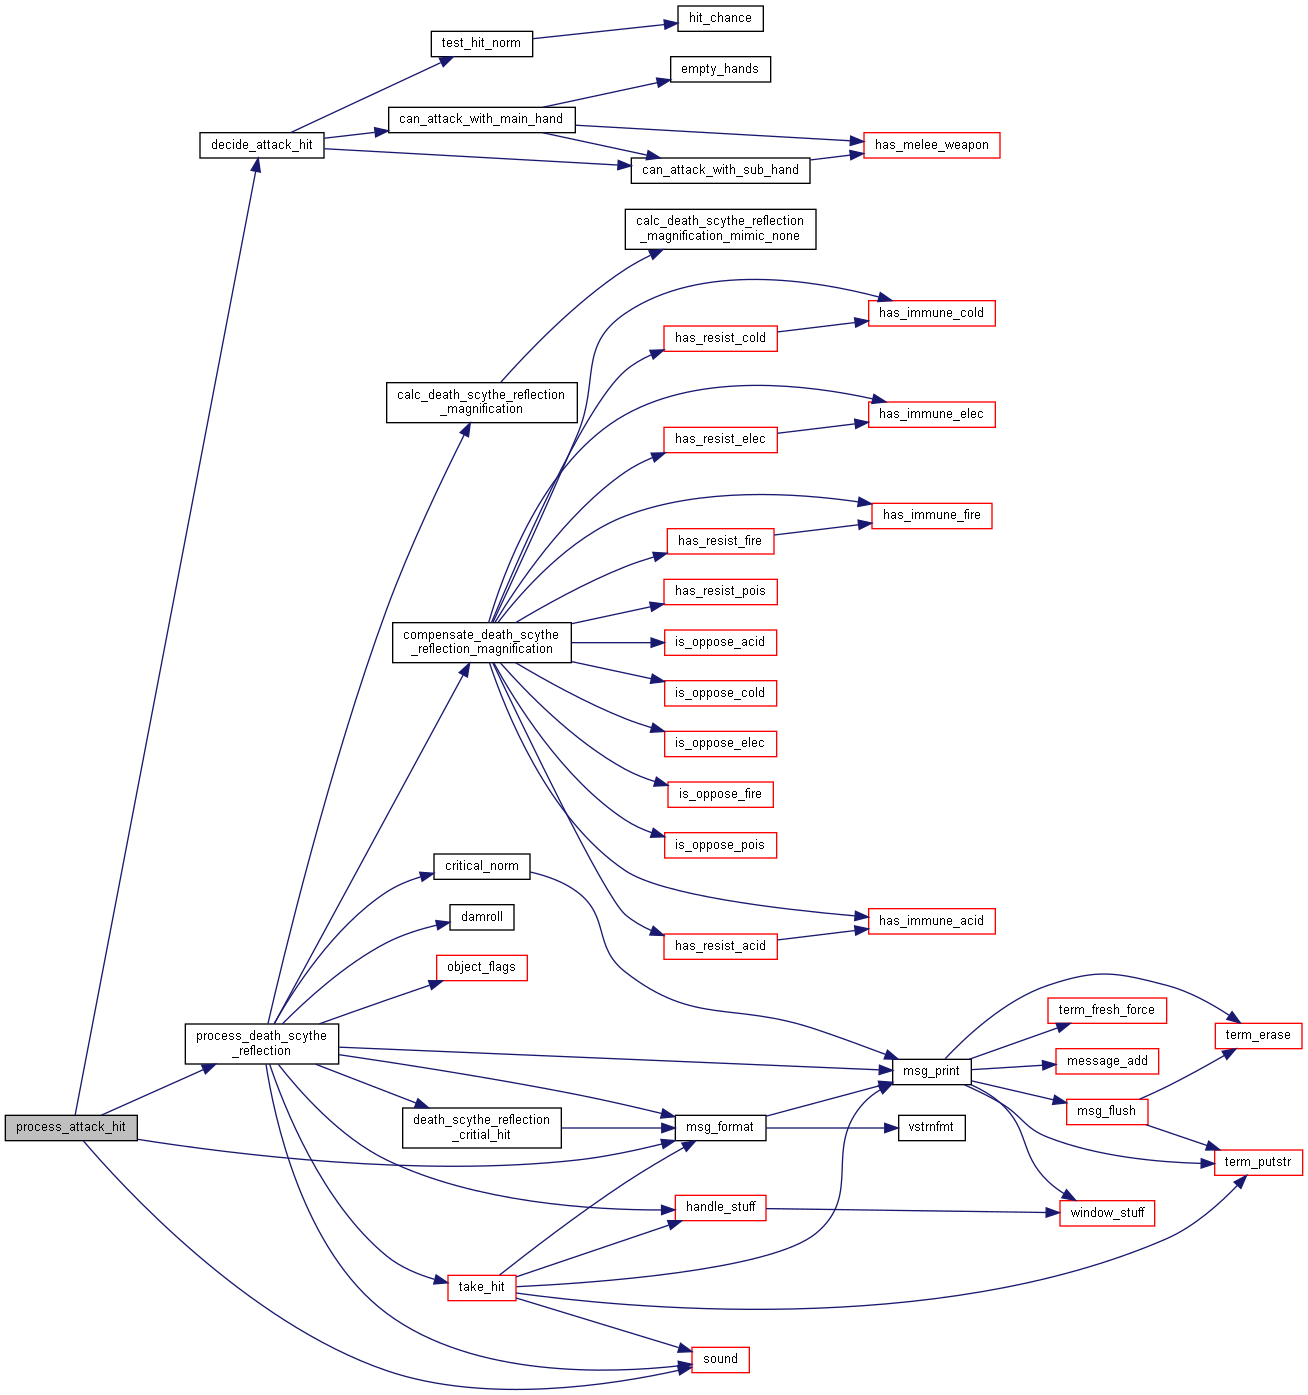 hit_chance
test_hit_norm
empty_hands
can_attack_with_main_hand
decide_attack_hit
has_melee_weapon
can_attack_with_sub_hand
calc_death_scythe_reflection
_magnification_mimic_none
has_immune_cold
has_resist_cold
calc_death_scythe_reflection
_magnification
has_immune_elec
has_resist_elec
has_immune_fire
has_resist_fire
has_resist_pois
compensate_death_scythe
_reflection_magnification
is_oppose_acid
is_oppose_cold
is_oppose_elec
is_oppose_fire
is_oppose_pois
critical_norm
damroll
has_immune_acid
has_resist_acid
object_flags
process_death_scythe
_reflection
term_fresh_force
term_erase
message_add
msg_print
msg_flush
process_attack_hit
death_scythe_reflection
_critial_hit
msg_format
vstrnfmt
term_putstr
handle_stuff
window_stuff
take_hit
sound